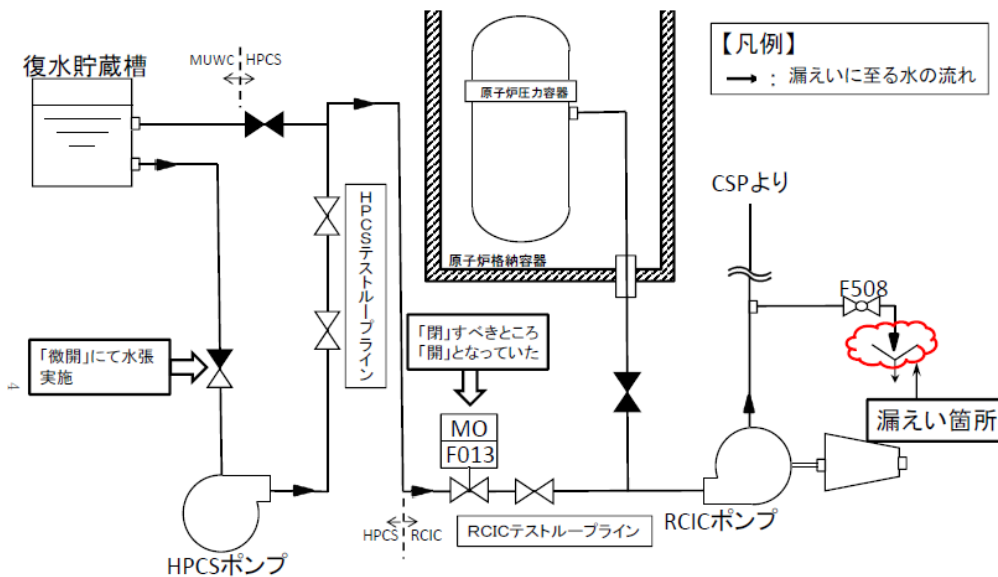 復水貯蔵槽
MUWC
HPCS
原子炉圧力容器
【凡例】
: 漏えいに至る水の流れ
CSPより
HPCSテストループライン
原子炉格納容器
F508
「閉」すべきところ
「開」となっていた
「微開」にて水張
実施
4
漏えい箇所
MO
F013
HPCS
RCIC
RCICテストループライン
RCICポンプ
HPCSポンプ